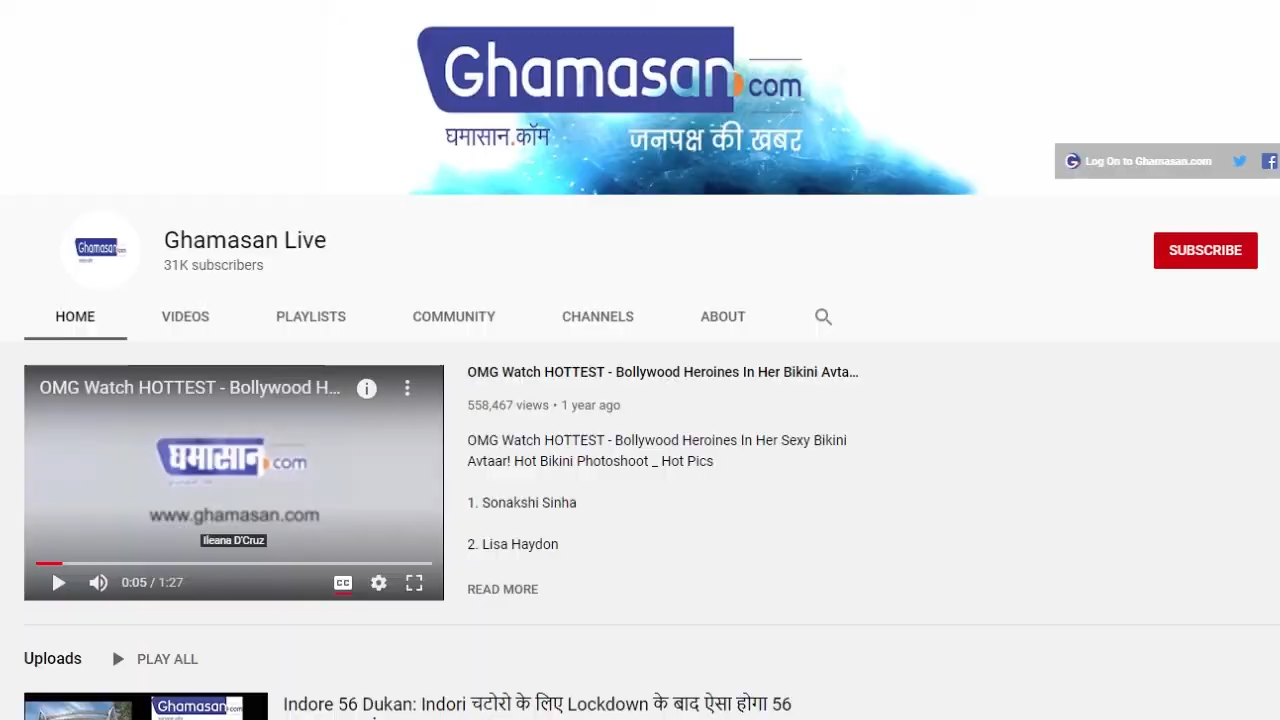 Ghamasan.com
घमासान.कॉम
जनपक्ष की खबर
Log On to Ghamasan.com
Ghamasan
Ghamasan Live
31K subscribers
SUBSCRIBE
HOME
VIDEOS
PLAYLISTS
COMMUNITY
CHANNELS
ABOUT
OMG Watch HOTTEST - Bollywood H...
घमासान.com
www.ghamasan.com
Ileana D'Cruz
0:05 / 1:27
CC
OMG Watch HOTTEST - Bollywood Heroines In Her Bikini Avta...
558,467 views • 1 year ago
OMG Watch HOTTEST - Bollywood Heroines In Her Sexy Bikini
Avtaar! Hot Bikini Photoshoot _ Hot Pics
1. Sonakshi Sinha
2. Lisa Haydon
READ MORE
Uploads
PLAY ALL
Ghamasan
Indore 56 Dukan: Indori चटोरो के लिए Lockdown के बाद ऐसा होगा 56